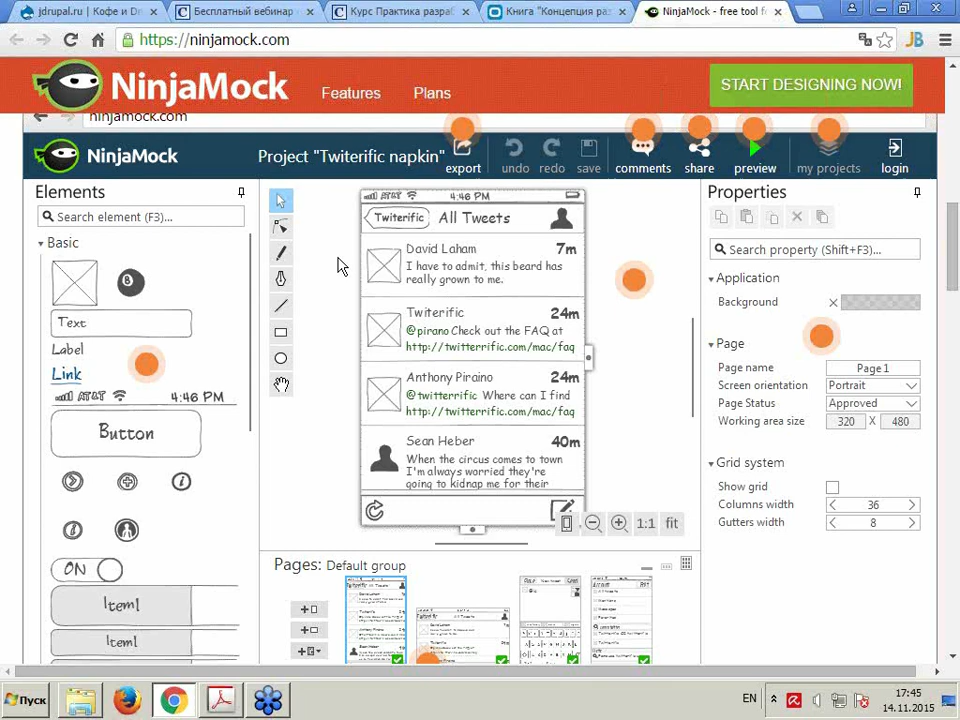 jdrupal.ru | Кофе и D
Бесплатный вебинар
Курс Практика разраб
Книга "Концепция раз
NinjaMock - free tool f
https://ninjamock.com
NinjaMock
Features
Plans
START DESIGNING NOW!
ninjamock.com
NinjaMock
Project "Twiterific napkin"
export
undo
redo
save
comments
share
preview
my projects
login
Elements
Search element (F3)...
Basic
8
Text
Label
Link
AT&T
4:46 PM
Button
ON
Item1
Item1
AT&T
4:46 PM
Twiterific
All Tweets
David Laham
7m
I have to admit, this beard has
really grown to me.
Twiterific
24m
@pirano Check out the FAQ at
http://twitterrific.com/mac/faq
Anthony Piraino
24m
@twitterrific Where can I find
http://twitterrific.com/mac/faq
Sean Heber
40m
When the circus comes to town
I'm always worried they're
going to kidnap me for their
1:1
fit
Pages: Default group
Properties
Search property (Shift+F3)...
Application
Background
Page
Page name
Page 1
Screen orientation
Portrait
Page Status
Approved
Working area size
320 X 480
Grid system
Show grid
Columns width
36
Gutters width
8
Пуск
EN
17:45
14.11.2015